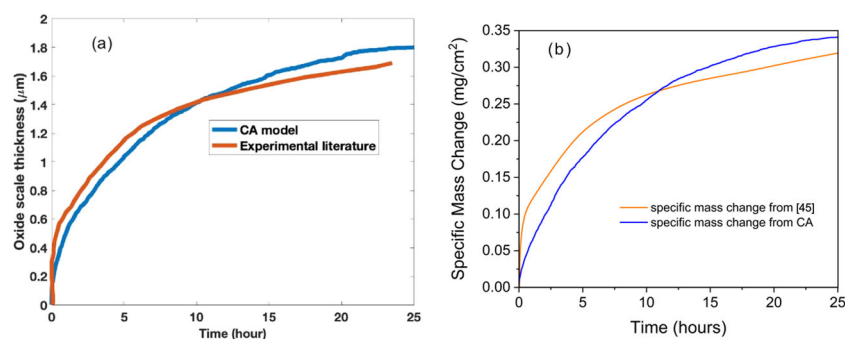 (a)
Oxide scale thickness (μm)
2
1.8
1.6
1.4
1.2
1
0.8
0.6
0.4
0.2
0
CA model
Experimental literature
0 5 10 15 20 25
Time (hour)
(b)
Specific Mass Change (mg/cm²)
0.35
0.30
0.25
0.20
0.15
0.10
0.05
0.00
specific mass change from [45]
specific mass change from CA
0 5 10 15 20 25
Time (hours)